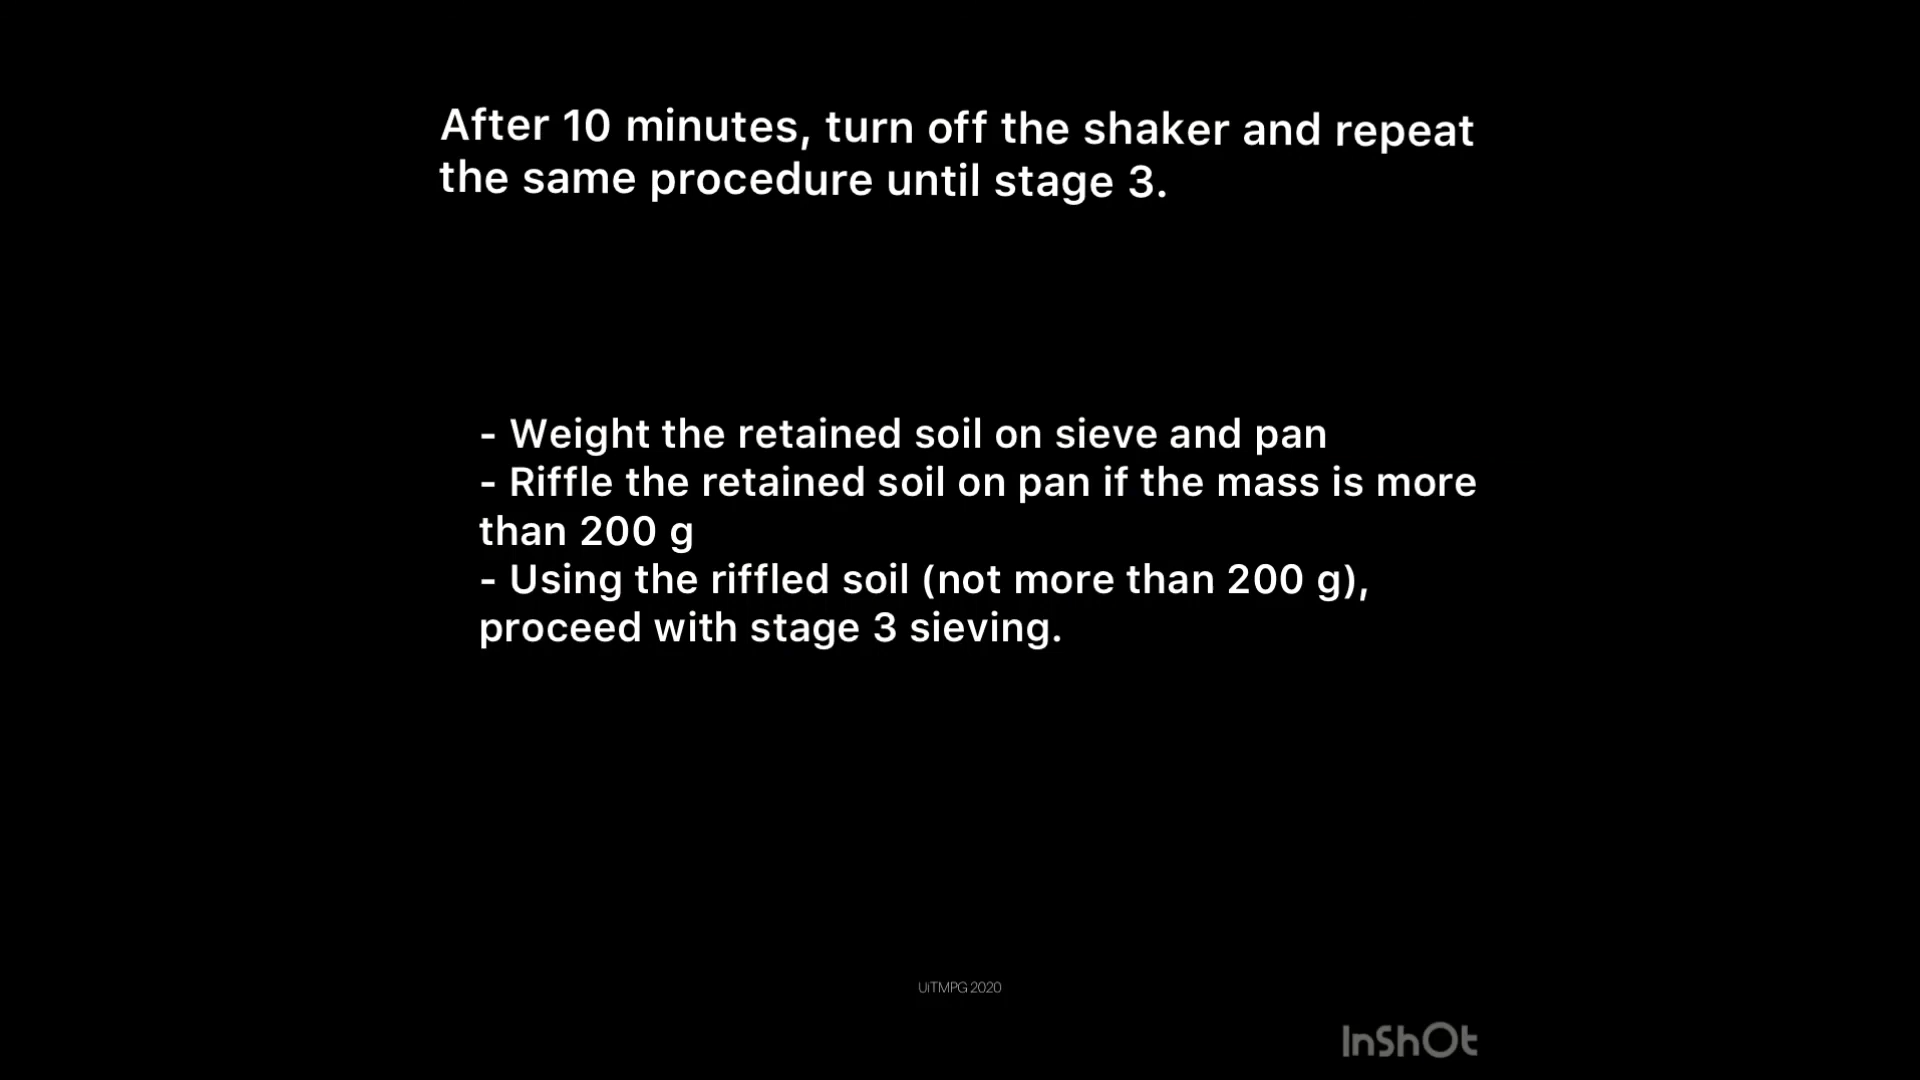 After 10 minutes, turn off the shaker and repeat
the same procedure until stage 3.
- Weight the retained soil on sieve and pan
- Riffle the retained soil on pan if the mass is more
than 200 g
- Using the riffled soil (not more than 200 g),
proceed with stage 3 sieving.
UiTMPG 2020
InShOt